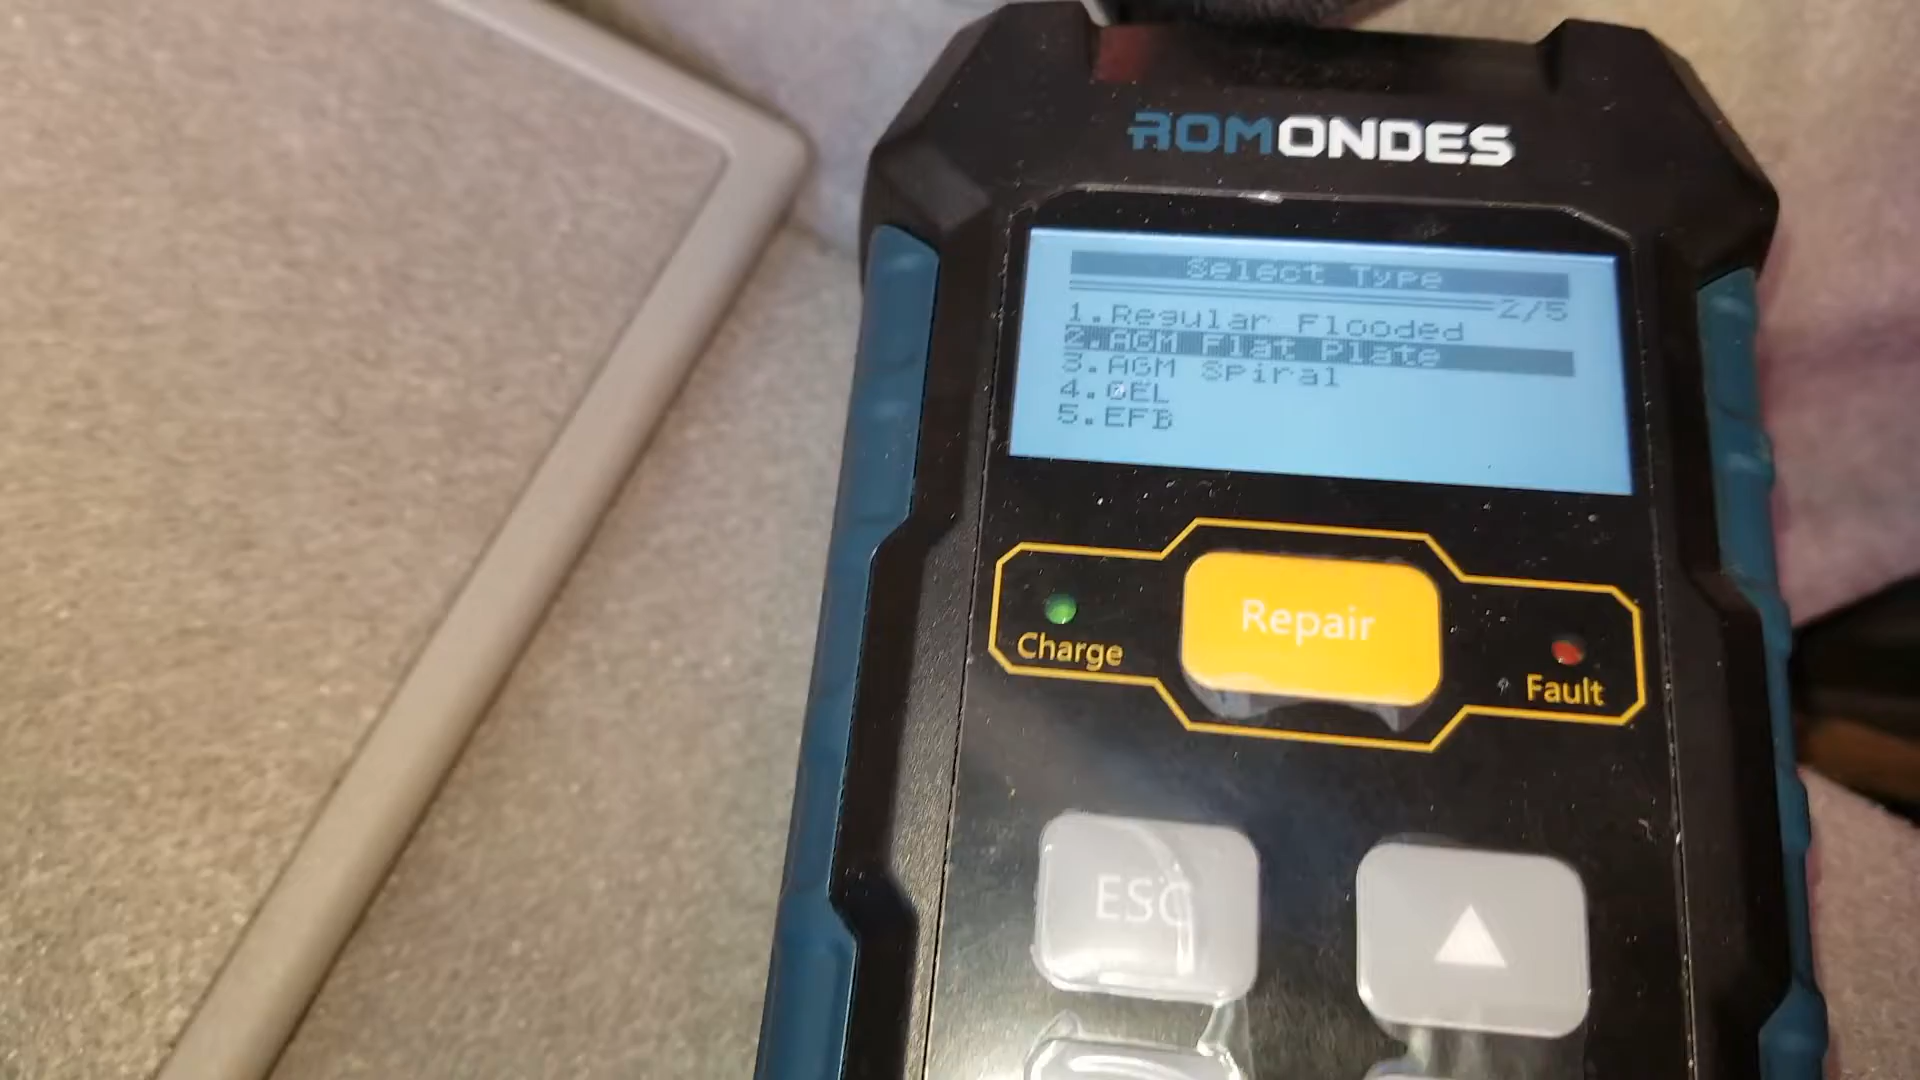 ROMONDES
Select Type
2/5
1.Regular Flooded
2.AGM Flat Plate
3.AGM Spiral
4.GEL
5.EFB
Repair
Charge
Fault
ESC